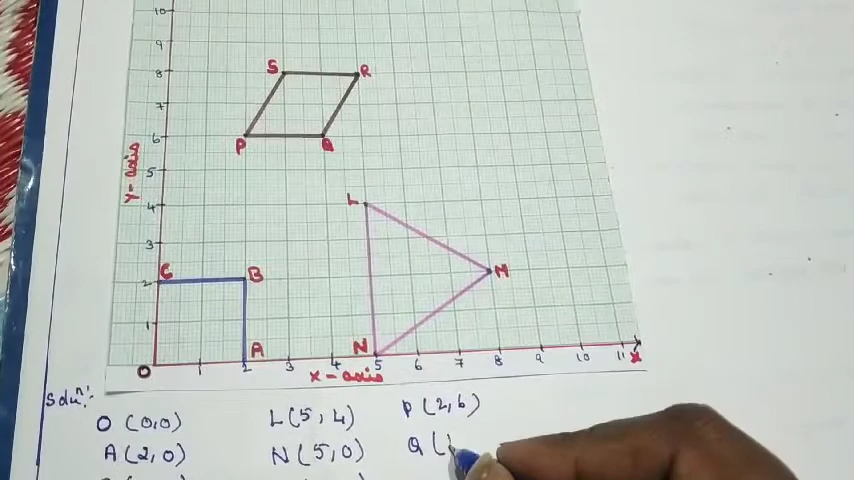 10
9
S R
8
7
6
P Q
5
y-axis
L
4
3
C B M
2
1
N A
O 1 2 3 4 5 6 7 8 9 10 11 x
x-axis
Soluⁿ:-
O (0,0) L(5,4) P(2,6)
A(2,0) N(5,0) Q(